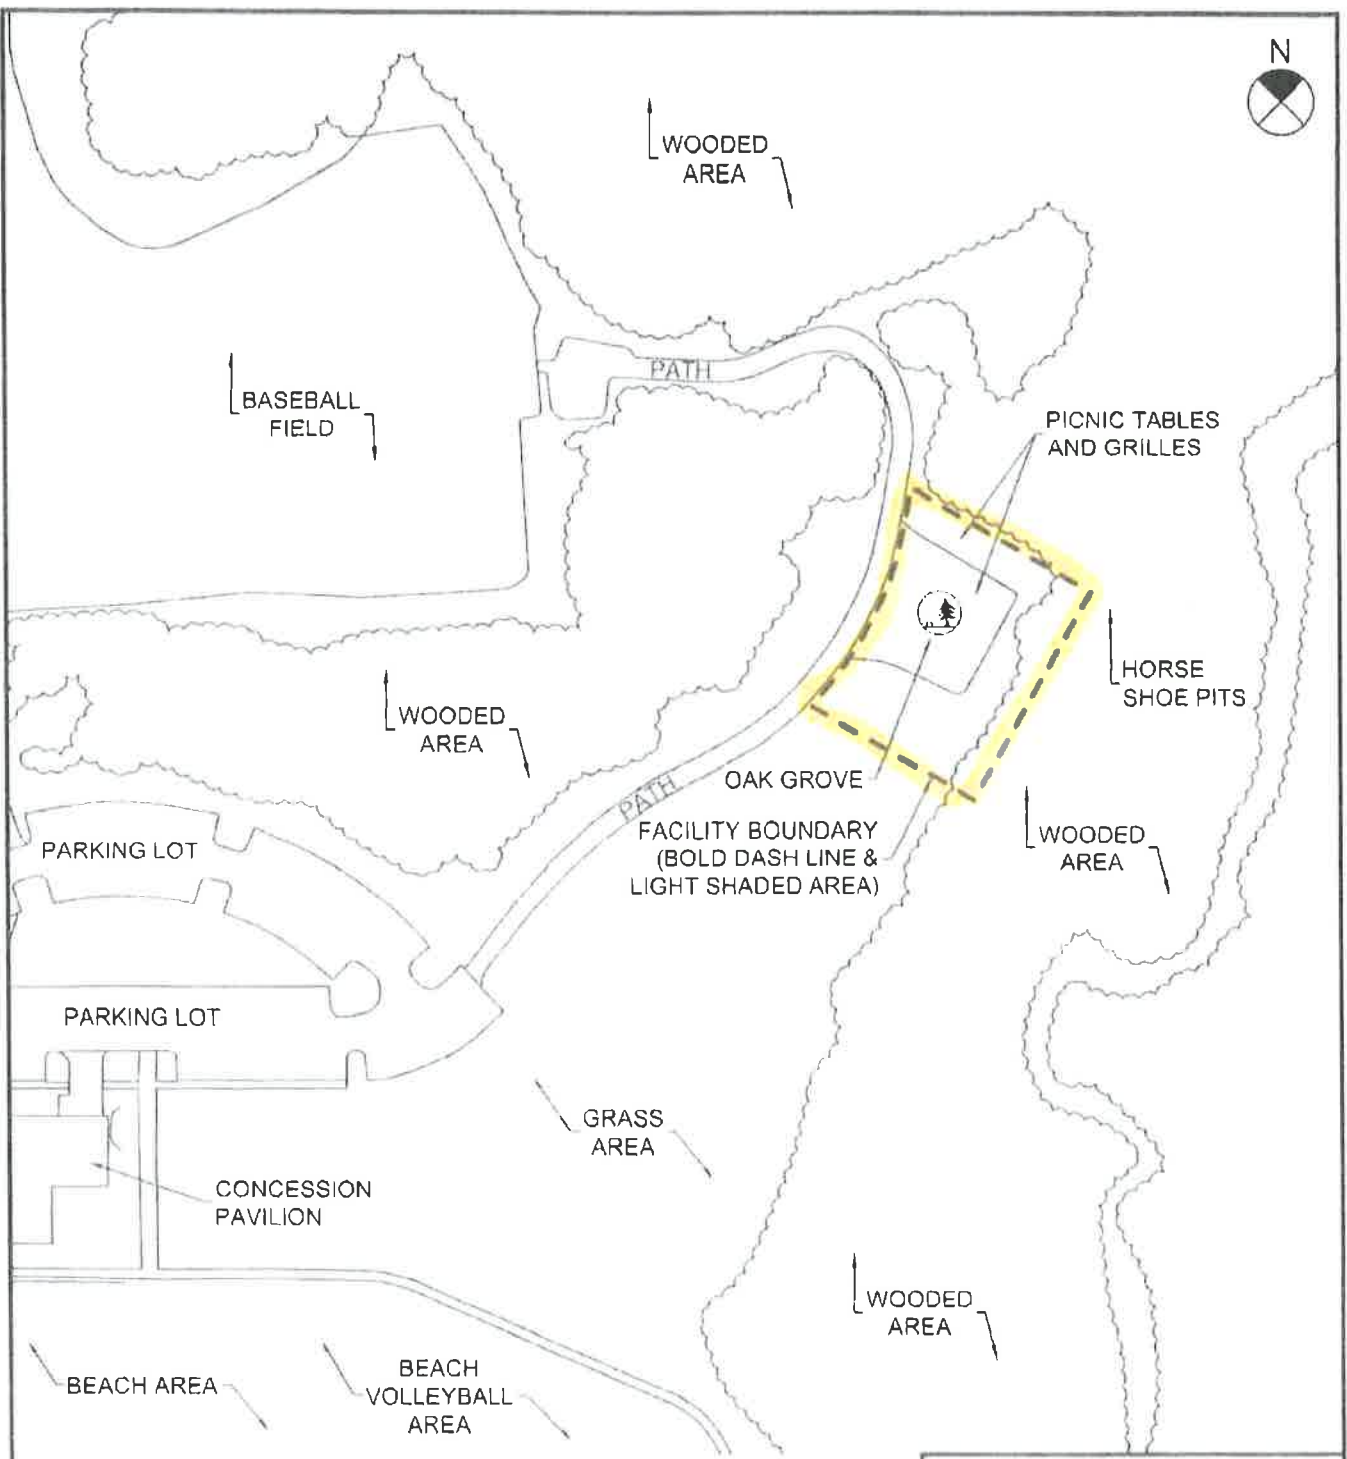 N
WOODED
AREA
PATH
BASEBALL
FIELD
PICNIC TABLES
AND GRILLES
HORSE
SHOE PITS
WOODED
AREA
OAK GROVE
PATH
FACILITY BOUNDARY
(BOLD DASH LINE &
LIGHT SHADED AREA)
WOODED
AREA
PARKING LOT
PARKING LOT
GRASS
AREA
CONCESSION
PAVILION
WOODED
AREA
BEACH AREA
BEACH
VOLLEYBALL
AREA